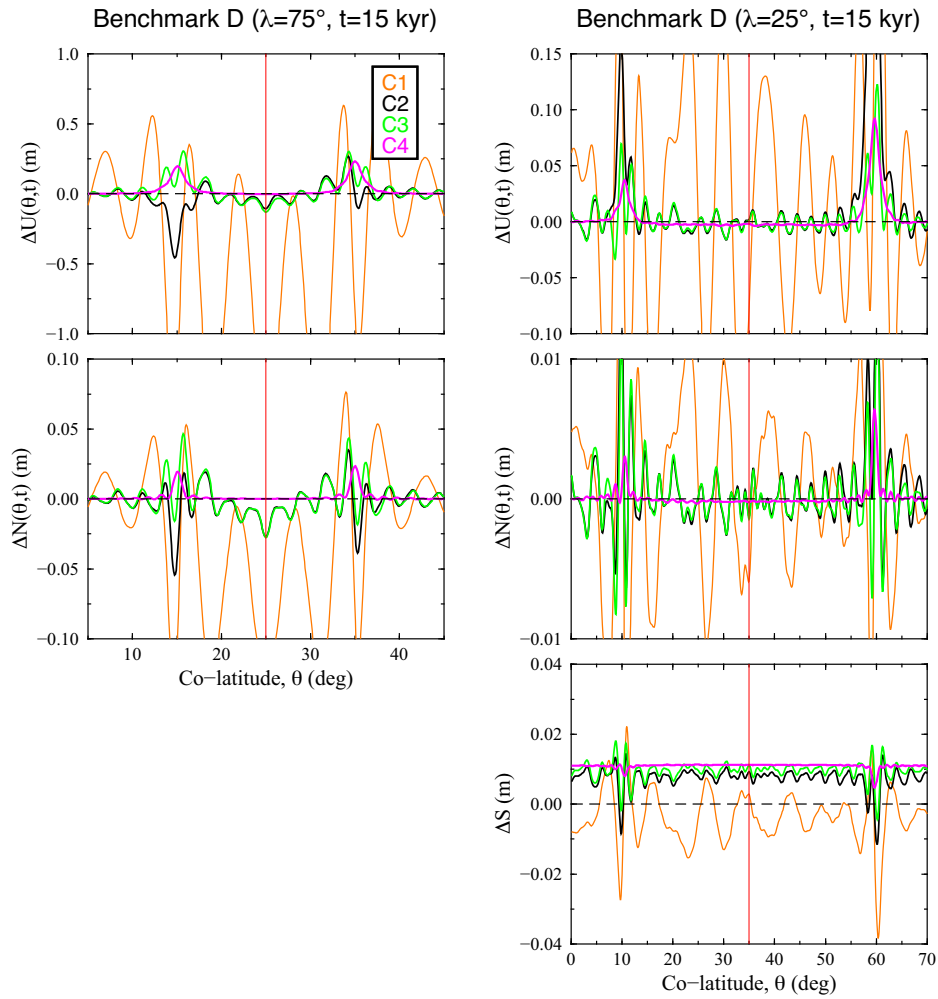 Benchmark D (λ=75°, t=15 kyr)
Benchmark D (λ=25°, t=15 kyr)
ΔU(θ,t) (m)
1.0
0.5
0.0
−0.5
−1.0
C1
C2
C3
C4
ΔU(θ,t) (m)
0.15
0.10
0.05
0.00
−0.05
−0.10
ΔN(θ,t) (m)
0.10
0.05
0.00
−0.05
−0.10
10 20 30 40
Co−latitude, θ (deg)
ΔN(θ,t) (m)
0.01
0.00
−0.01
ΔS (m)
0.04
0.02
0.00
−0.02
−0.04
0 10 20 30 40 50 60 70
Co−latitude, θ (deg)